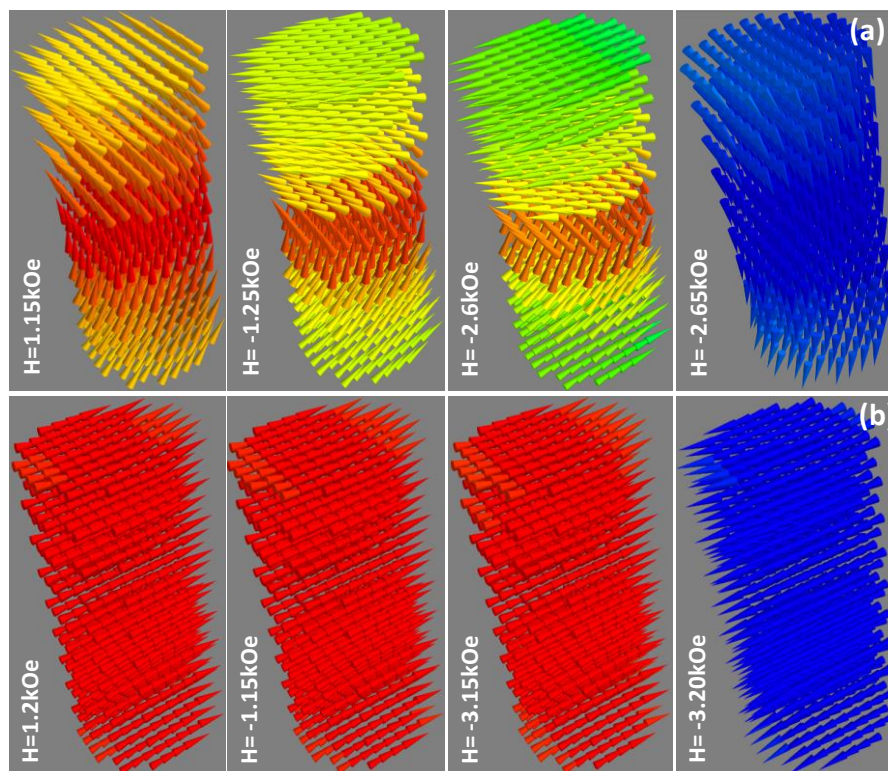 (a)
H=1.15kOe
H= -1.25kOe
H= -2.6kOe
H= -2.65kOe
(b)
H=1.2kOe
H= -1.15kOe
H= -3.15kOe
H= -3.20kOe